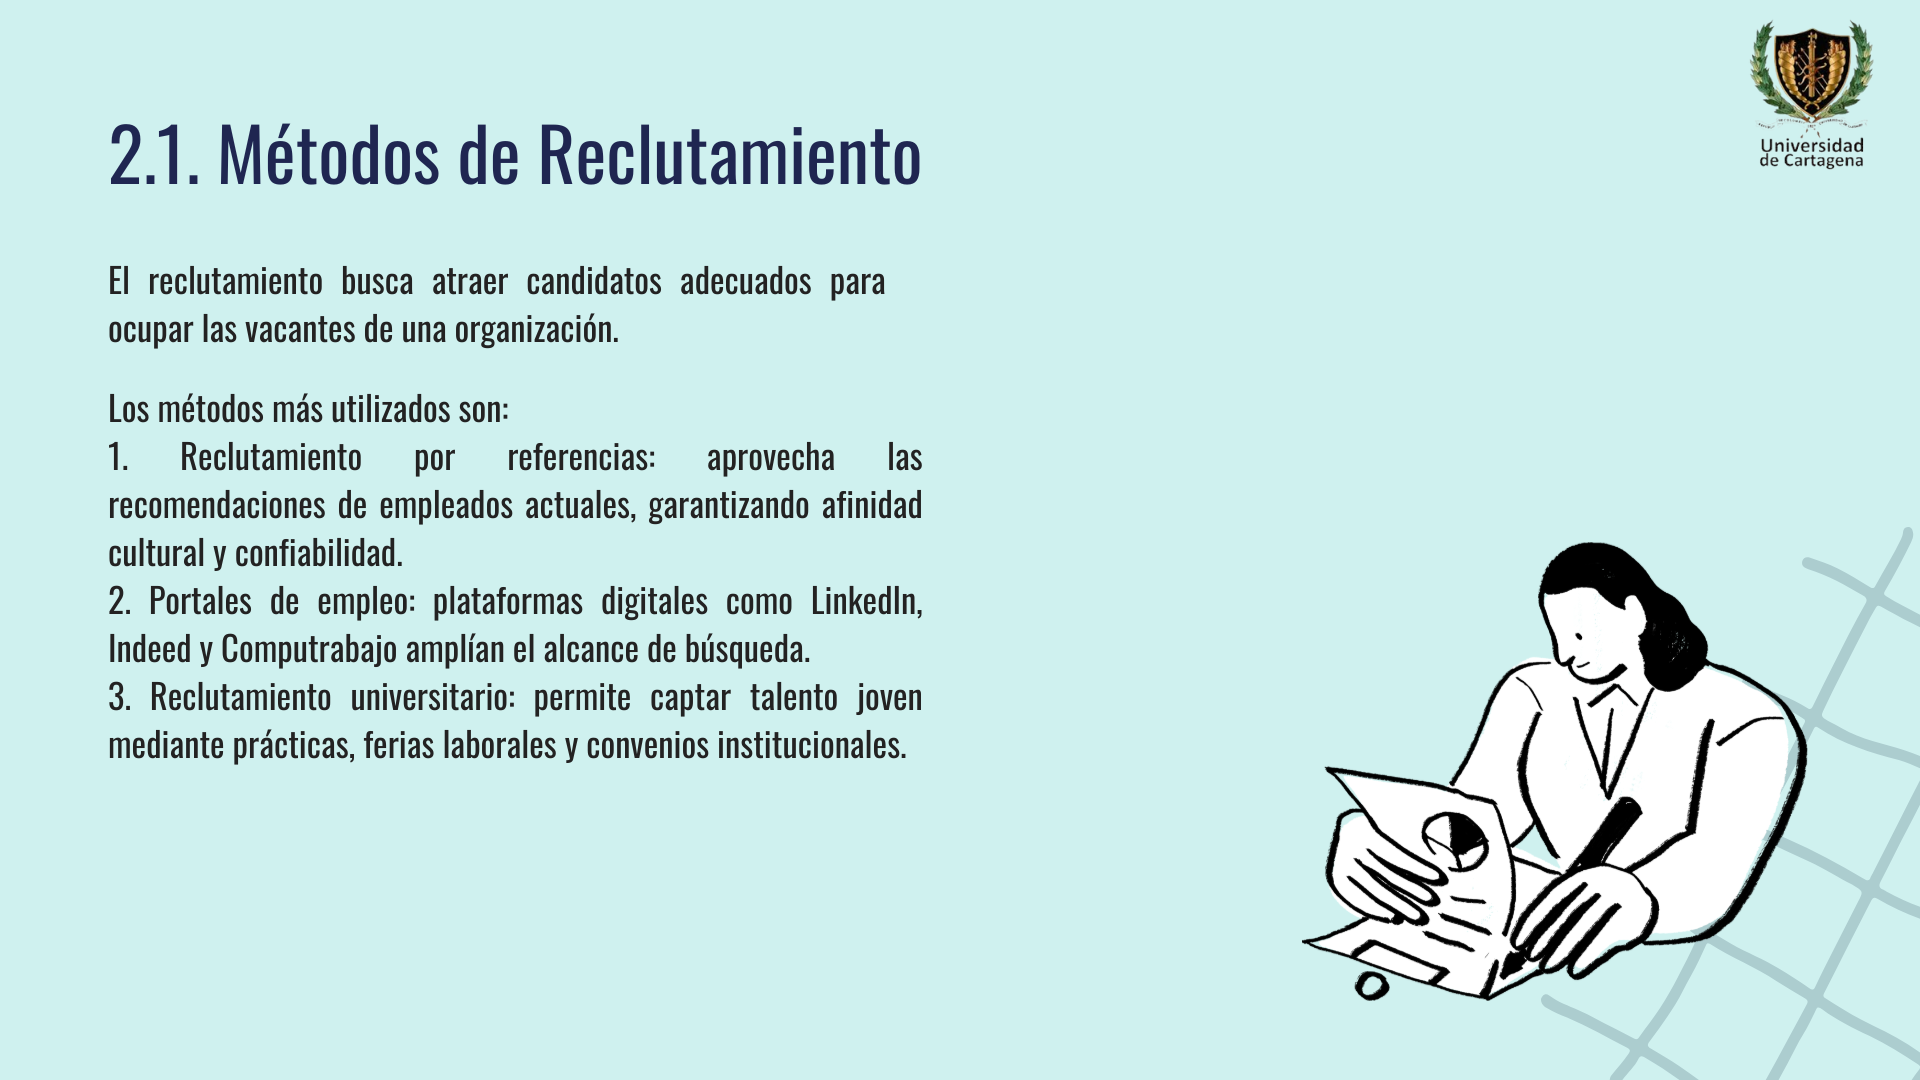 Universidad
de Cartagena
2.1. Métodos de Reclutamiento
El reclutamiento busca atraer candidatos adecuados para
ocupar las vacantes de una organización.
Los métodos más utilizados son:
1. Reclutamiento por referencias: aprovecha las
recomendaciones de empleados actuales, garantizando afinidad
cultural y confiabilidad.
2. Portales de empleo: plataformas digitales como LinkedIn,
Indeed y Computrabajo amplían el alcance de búsqueda.
3. Reclutamiento universitario: permite captar talento joven
mediante prácticas, ferias laborales y convenios institucionales.